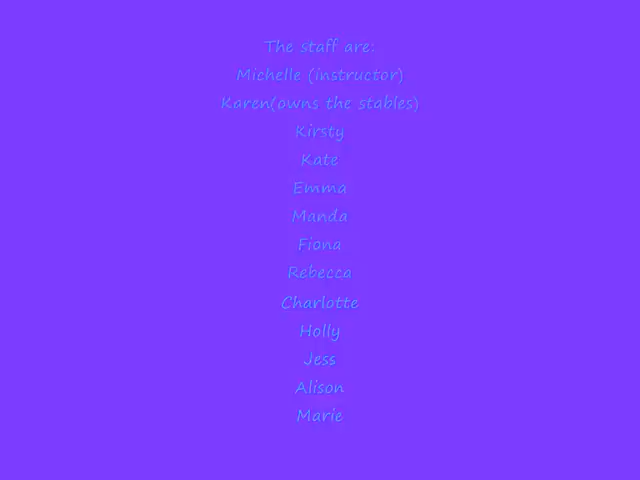 The staff are:
Michelle (instructor)
Karen(owns the stables)
Kirsty
Kate
Emma
Manda
Fiona
Rebecca
Charlotte
Holly
Jess
Alison
Marie